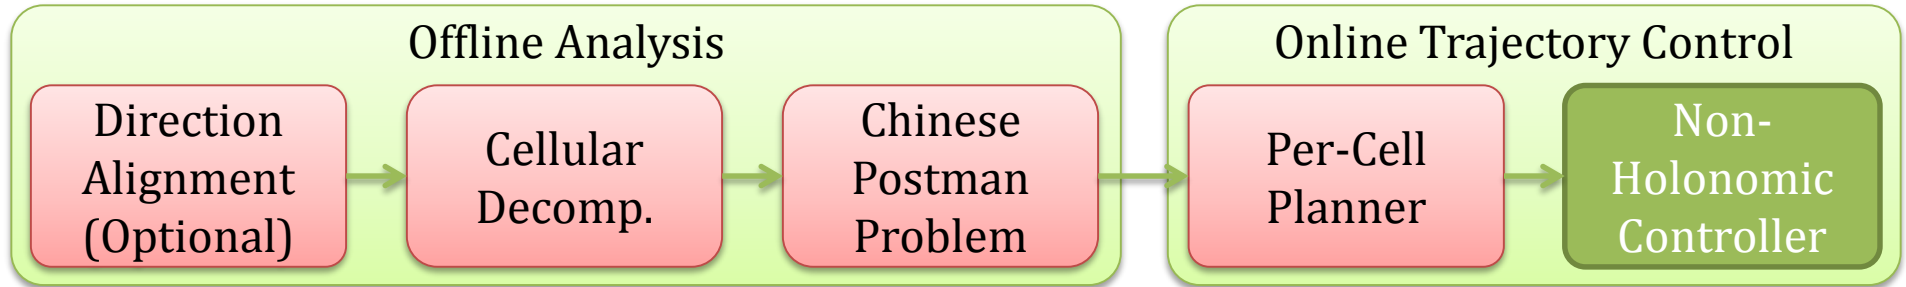 Offline Analysis
Direction
Alignment
(Optional)
Cellular
Decomp.
Chinese
Postman
Problem
Online Trajectory Control
Per-Cell
Planner
Non-
Holonomic
Controller